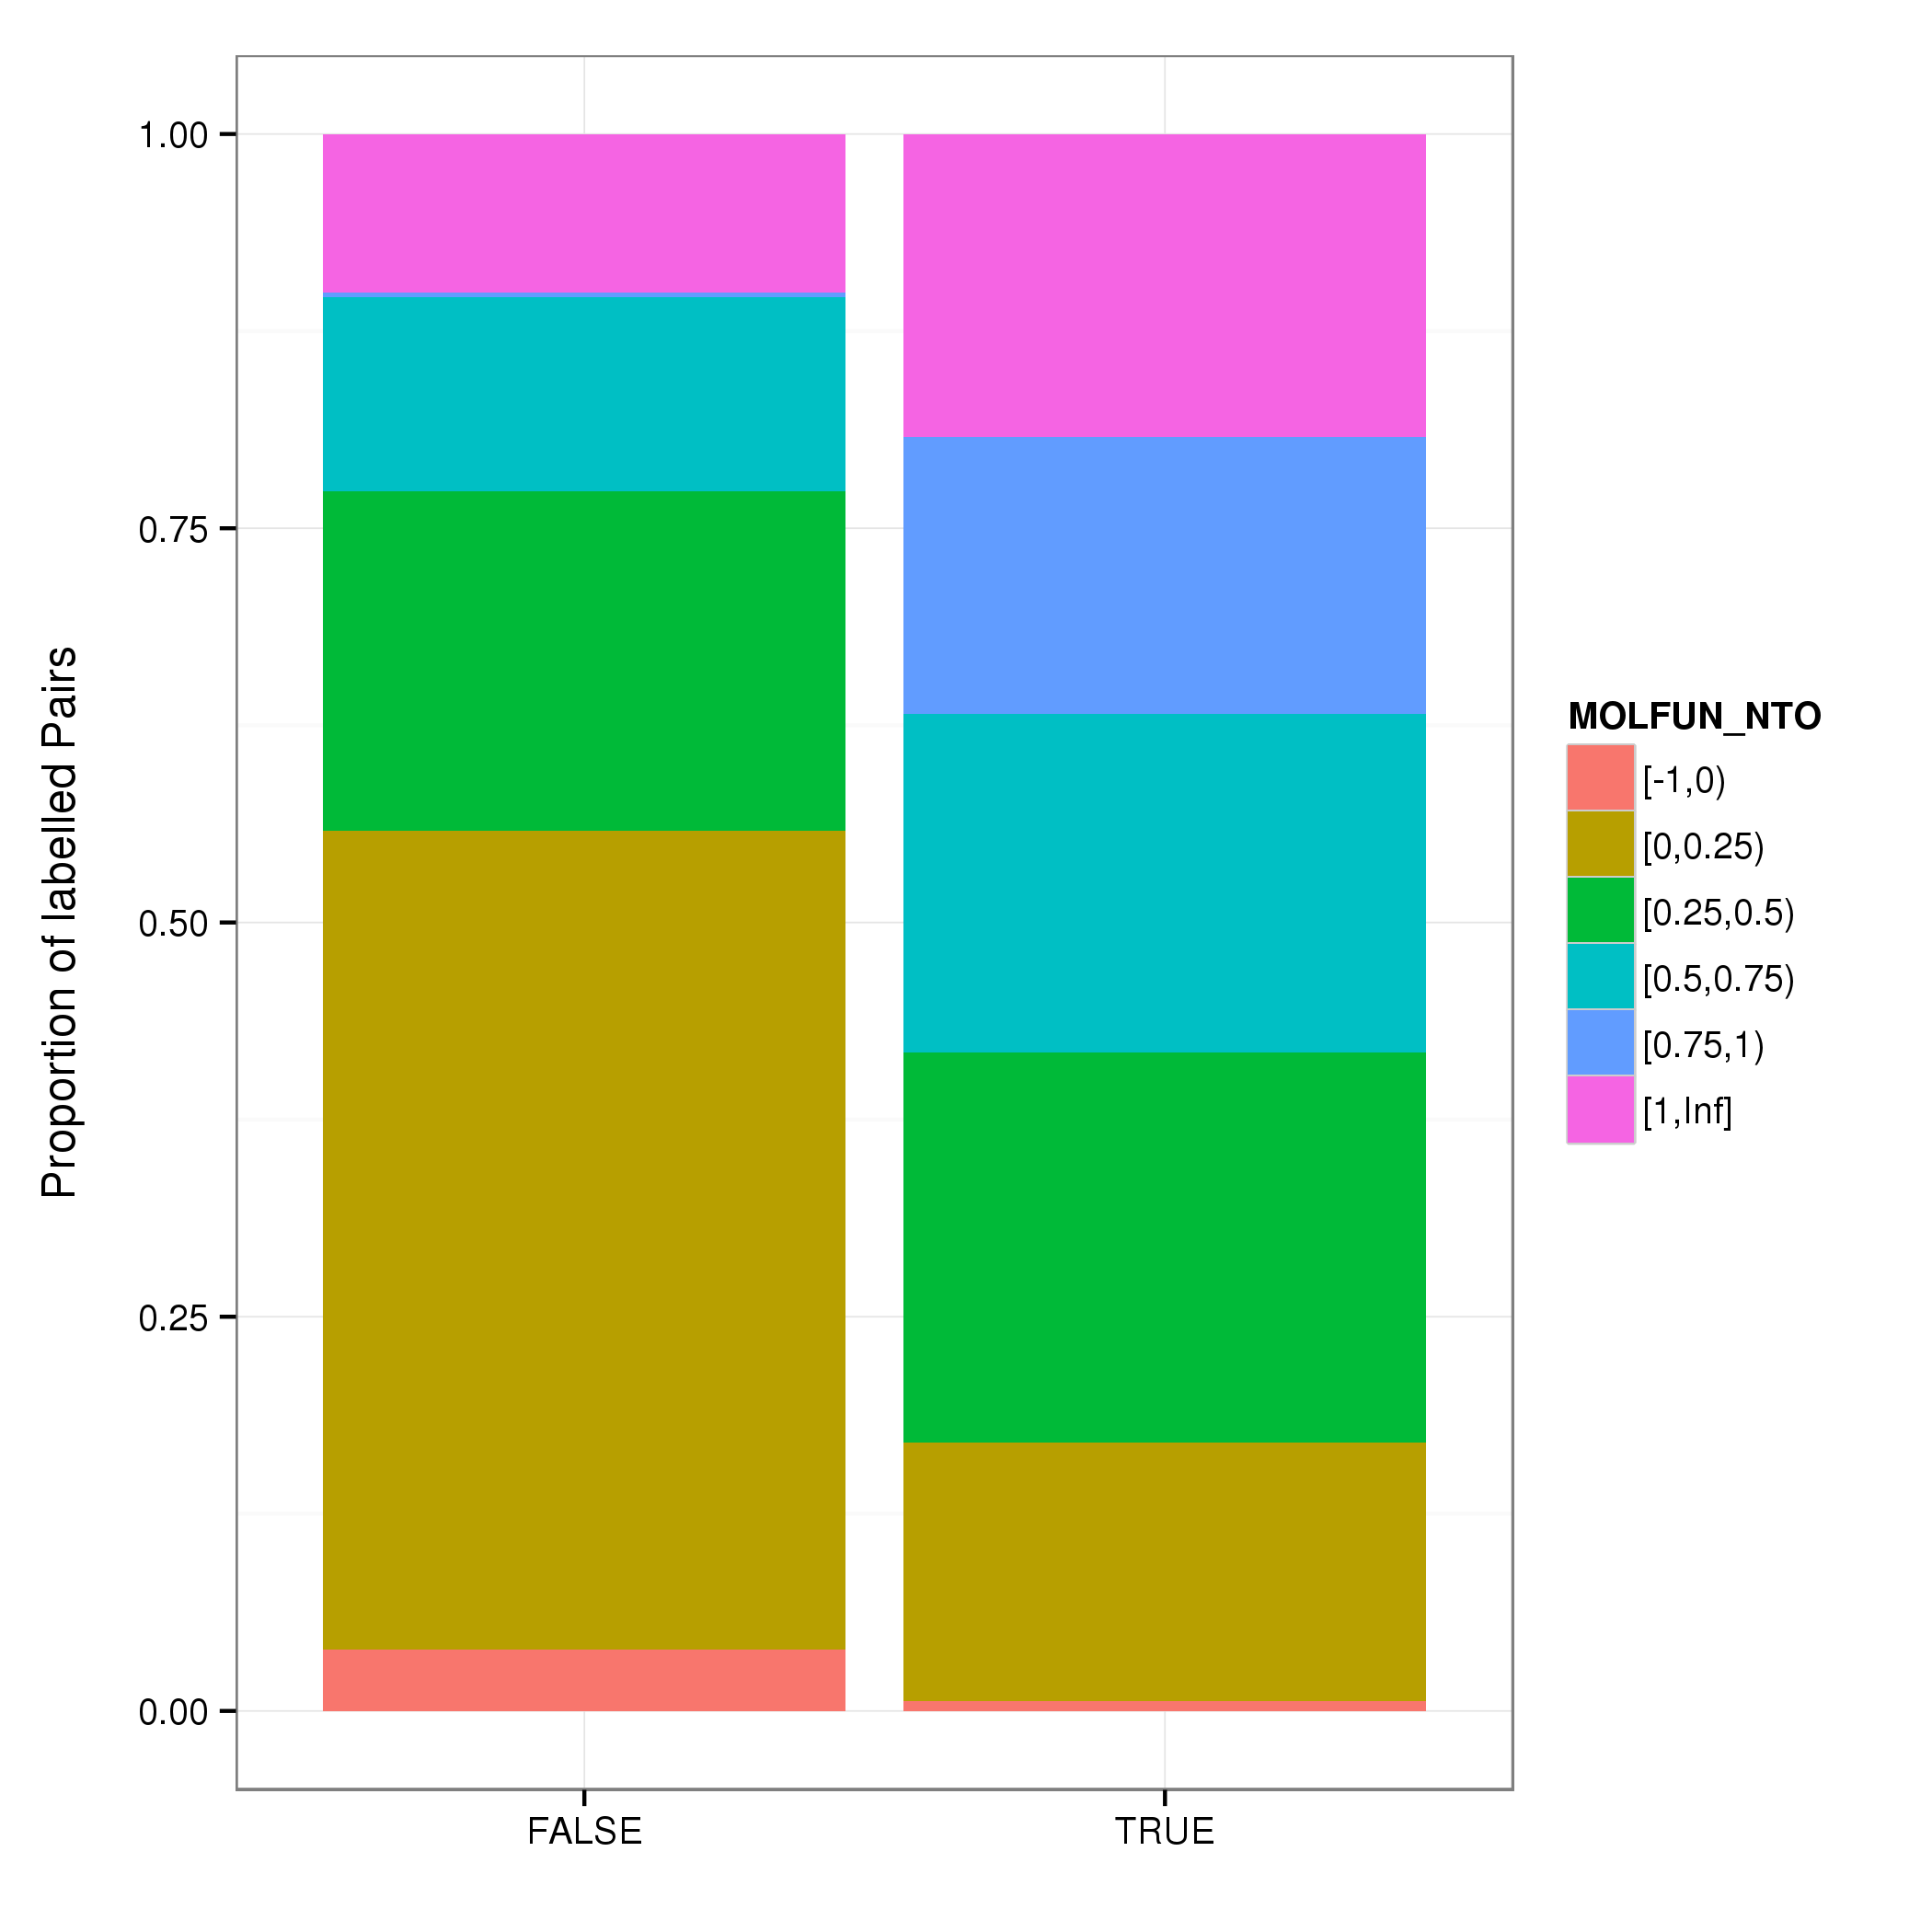 Proportion of labelled Pairs
1.00
0.75
0.50
0.25
0.00
FALSE
TRUE
MOLFUN_NTO
[-1,0)
[0,0.25)
[0.25,0.5)
[0.5,0.75)
[0.75,1)
[1,Inf]